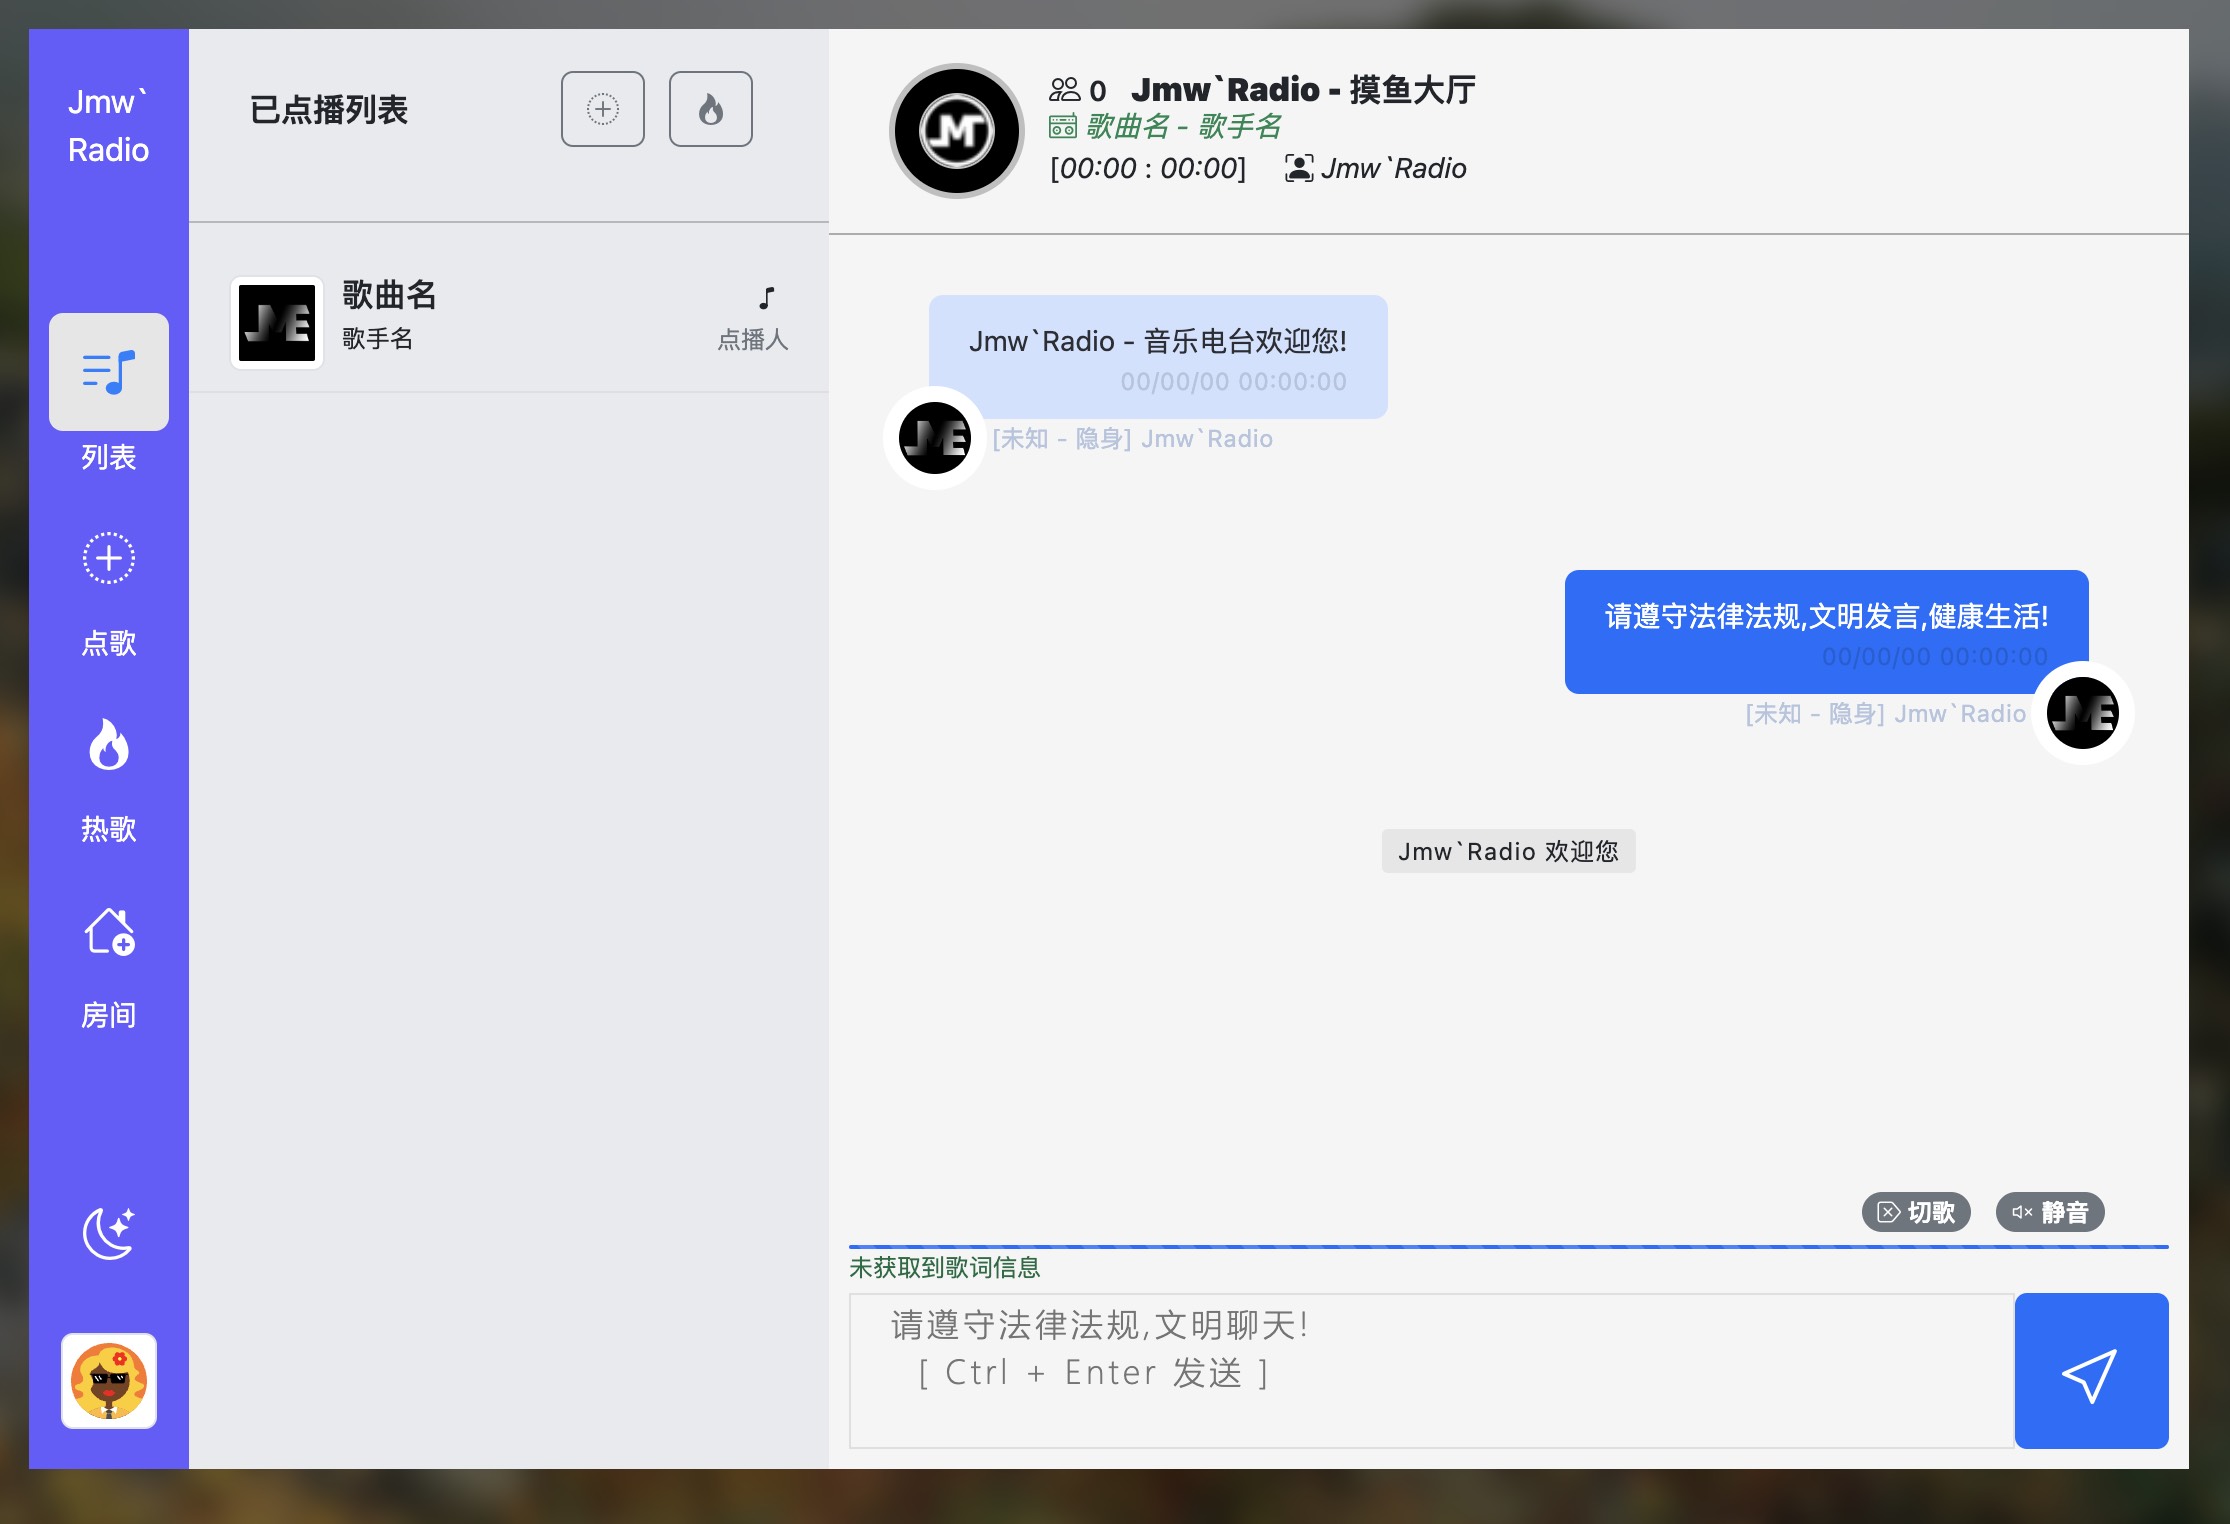 Jmw`
Radio
列表
点歌
热歌
房间
已点播列表
歌曲名
歌手名
点播人
0 Jmw`Radio - 摸鱼大厅
歌曲名 - 歌手名
[00:00 : 00:00] Jmw`Radio
Jmw`Radio - 音乐电台欢迎您!
00/00/00 00:00:00
[未知 - 隐身] Jmw`Radio
请遵守法律法规,文明发言,健康生活!
00/00/00 00:00:00
[未知 - 隐身] Jmw`Radio
Jmw`Radio 欢迎您
切歌 静音
未获取到歌词信息
请遵守法律法规,文明聊天!
[ Ctrl + Enter 发送 ]